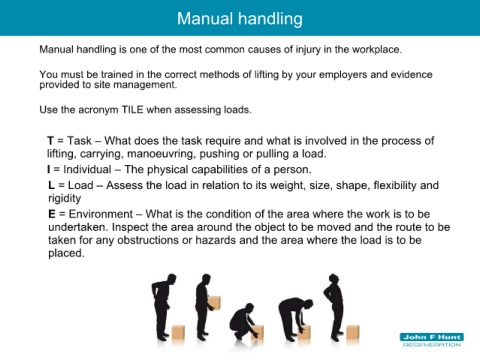 Manual handling
Manual handling is one of the most common causes of injury in the workplace.
You must be trained in the correct methods of lifting by your employers and evidence
provided to site management.
Use the acronym TILE when assessing loads.
T = Task – What does the task require and what is involved in the process of
lifting, carrying, manoeuvring, pushing or pulling a load.
I = Individual – The physical capabilities of a person.
L = Load – Assess the load in relation to its weight, size, shape, flexibility and
rigidity
E = Environment – What is the condition of the area where the work is to be
undertaken. Inspect the area around the object to be moved and the route to be
taken for any obstructions or hazards and the area where the load is to be
placed.
John F Hunt
REGENERATION